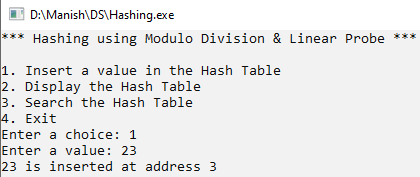 D:\Manish\DS\Hashing.exe
*** Hashing using Modulo Division & Linear Probe ***
1. Insert a value in the Hash Table
2. Display the Hash Table
3. Search the Hash Table
4. Exit
Enter a choice: 1
Enter a value: 23
23 is inserted at address 3